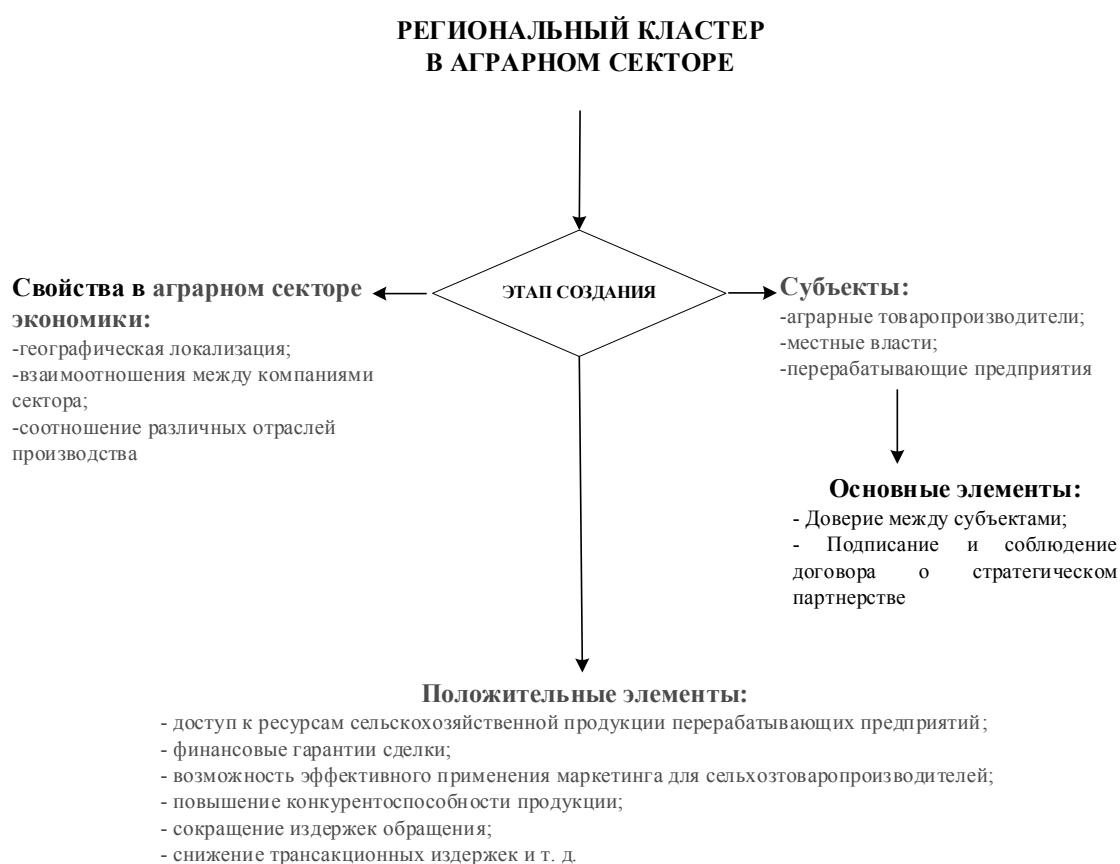 РЕГИОНАЛЬНЫЙ КЛАСТЕР
В АГРАРНОМ СЕКТОРЕ
ЭТАП СОЗДАНИЯ
Свойства в аграрном секторе
экономики:
-географическая локализация;
-взаимоотношения между компаниями
сектора;
-соотношение различных отраслей
производства
Субъекты:
-аграрные товаропроизводители;
-местные власти;
-перерабатывающие предприятия
Основные элементы:
- Доверие между субъектами;
- Подписание и соблюдение
договора о стратегическом
партнерстве
Положительные элементы:
- доступ к ресурсам сельскохозяйственной продукции перерабатывающих предприятий;
- финансовые гарантии сделки;
- возможность эффективного применения маркетинга для сельхозтоваропроизводителей;
- повышение конкурентоспособности продукции;
- сокращение издержек обращения;
- снижение трансакционных издержек и т. д.